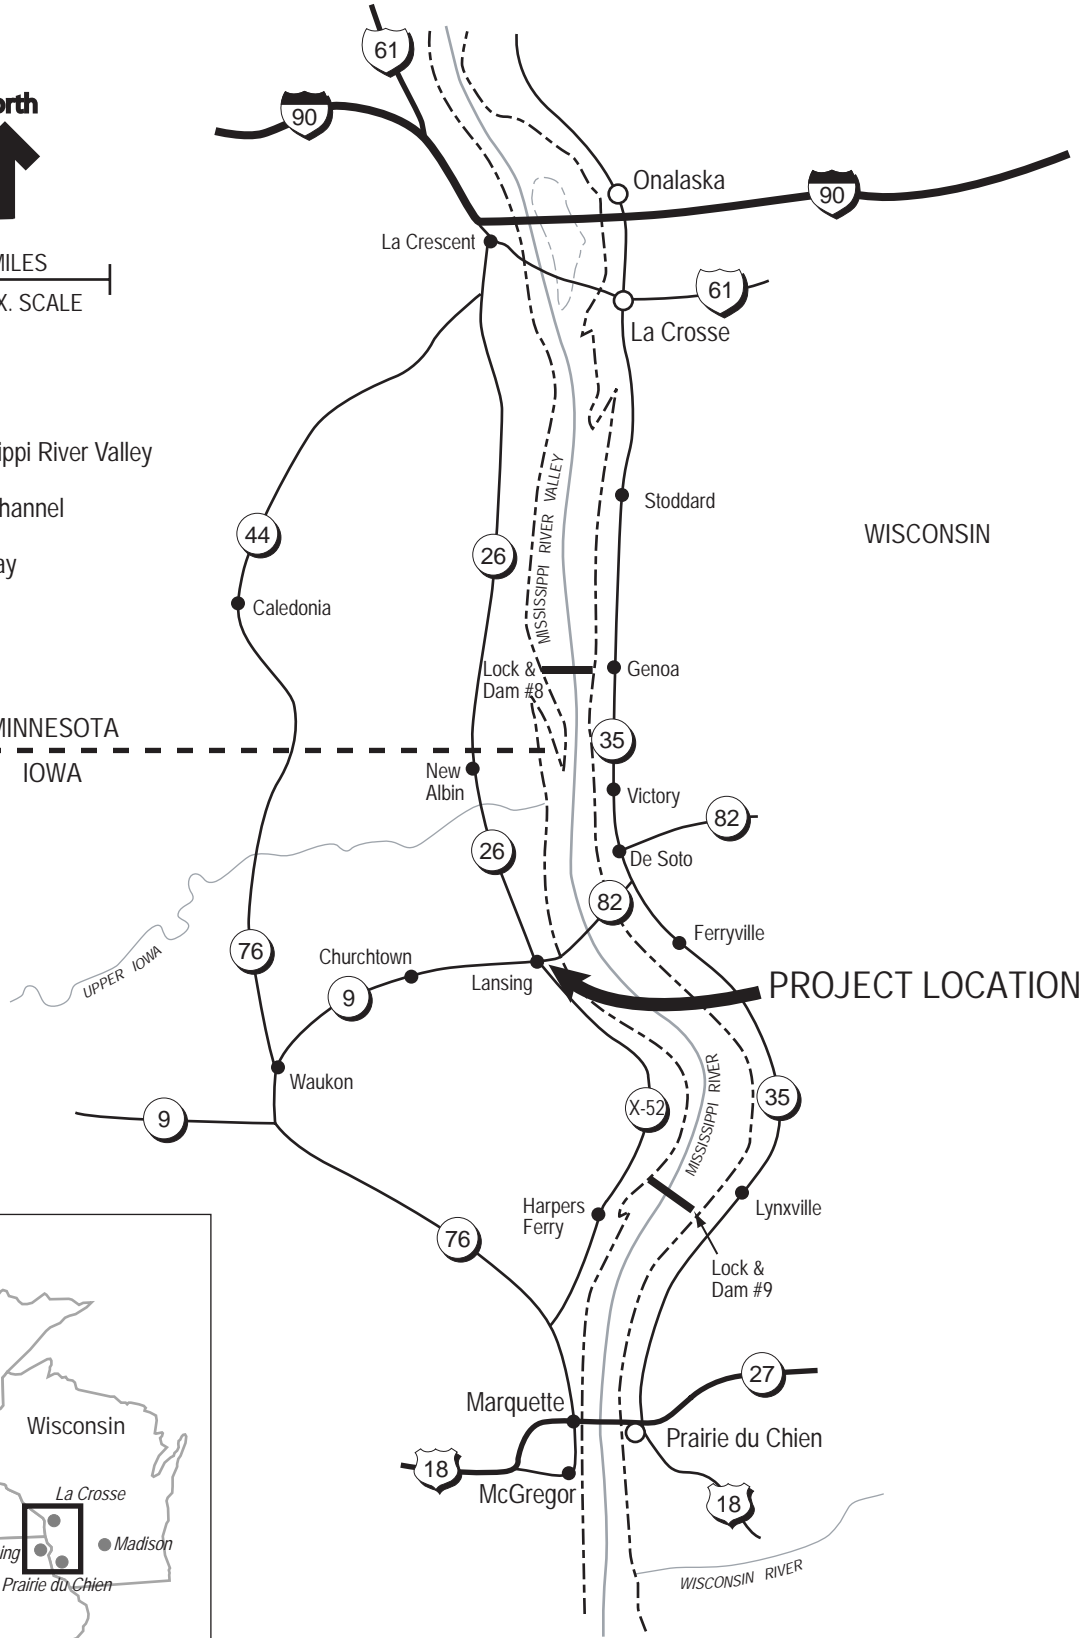 61
orth
90
Onalaska
90
La Crescent
MILES
61
X. SCALE
La Crosse
ippi River Valley
MISSISSIPPI RIVER VALLEY
Stoddard
hannel
44
WISCONSIN
26
ay
Caledonia
Lock &
Dam #8
Genoa
MINNESOTA
35
IOWA
New
Albin
Victory
82
26
De Soto
82
Ferryville
76
UPPER IOWA
Churchtown
Lansing
PROJECT LOCATION
9
Waukon
MISSISSIPPI RIVER
35
X-52
9
Harpers
Ferry
Lynxville
76
Lock &
Dam #9
27
Marquette
Wisconsin
Prairie du Chien
18
McGregor
La Crosse
18
ing
Madison
Prairie du Chien
WISCONSIN RIVER